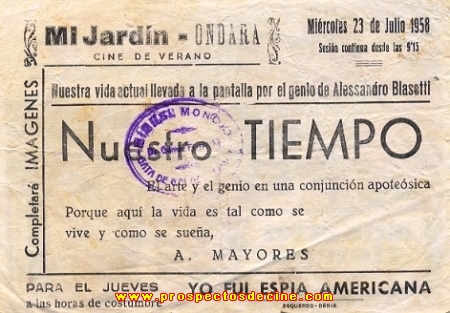 MI Jardín - ONDARA
CINE DE VERANO
Miércoles 23 de Julio 1958
Sesión continua desde las 9'15
Completará IMAGENES
Nuestra vida actual llevada a la pantalla por el genio de Alessandro Blasetti
Nuestro TIEMPO
El arte y el genio en una conjunción apoteósica
Porque aquí la vida es tal como se
vive y como se sueña,
A. MAYORES
PARA EL JUEVES
a las horas de costumbre
YO FUI ESPIA AMERICANA
www.prospectosdecine.com
ESQUERDO-DENIA